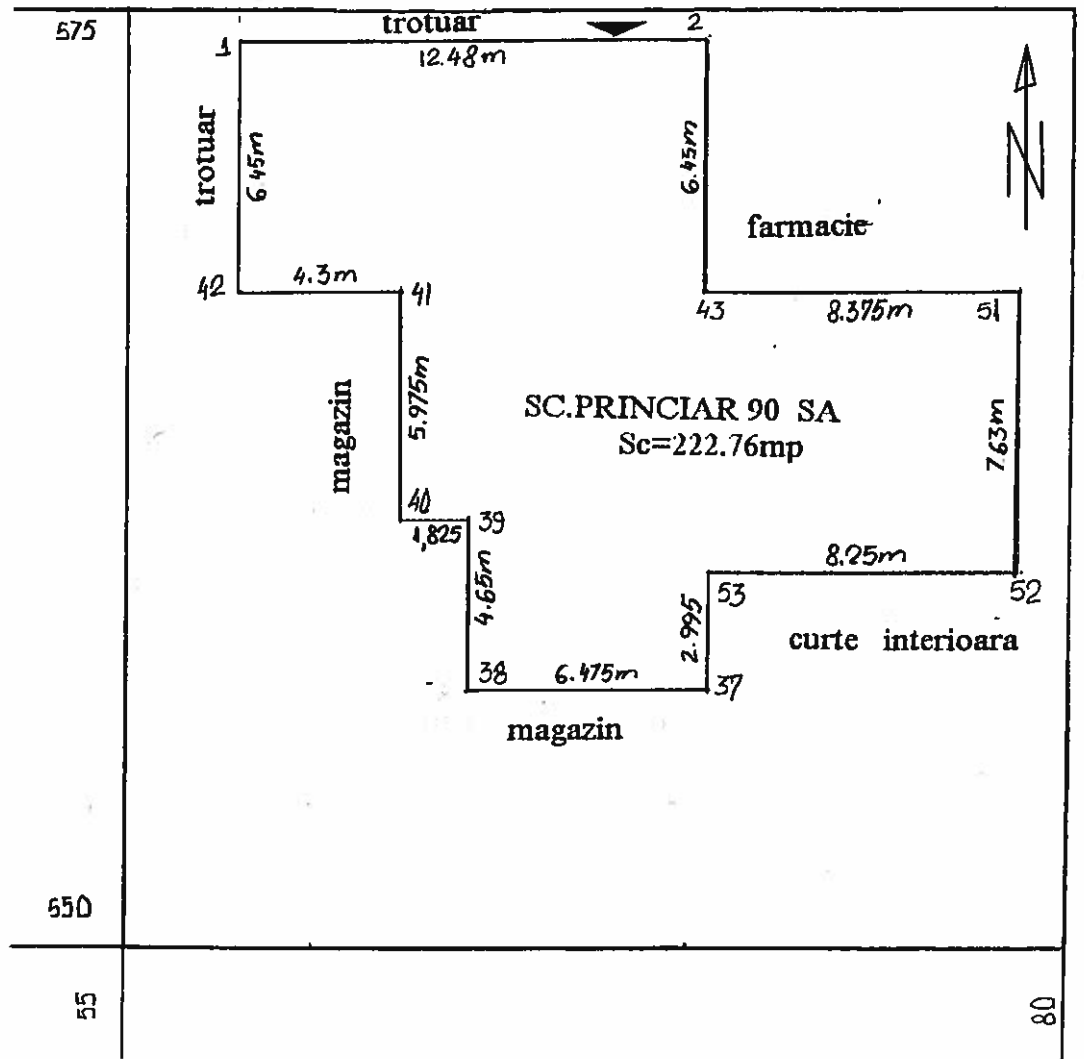 575
trotuar
1
2
12.48m
trotuar
6.45m
6.45m
N
farmacie
42
4.3m
41
43
8.375m
51
magazin
5.975m
SC.PRINCIAR 90 SA
Sc=222.76mp
7.63m
40
39
1,825
4.65m
8.25m
53
52
2.995
curte interioara
38
6.475m
37
magazin
550
55
80